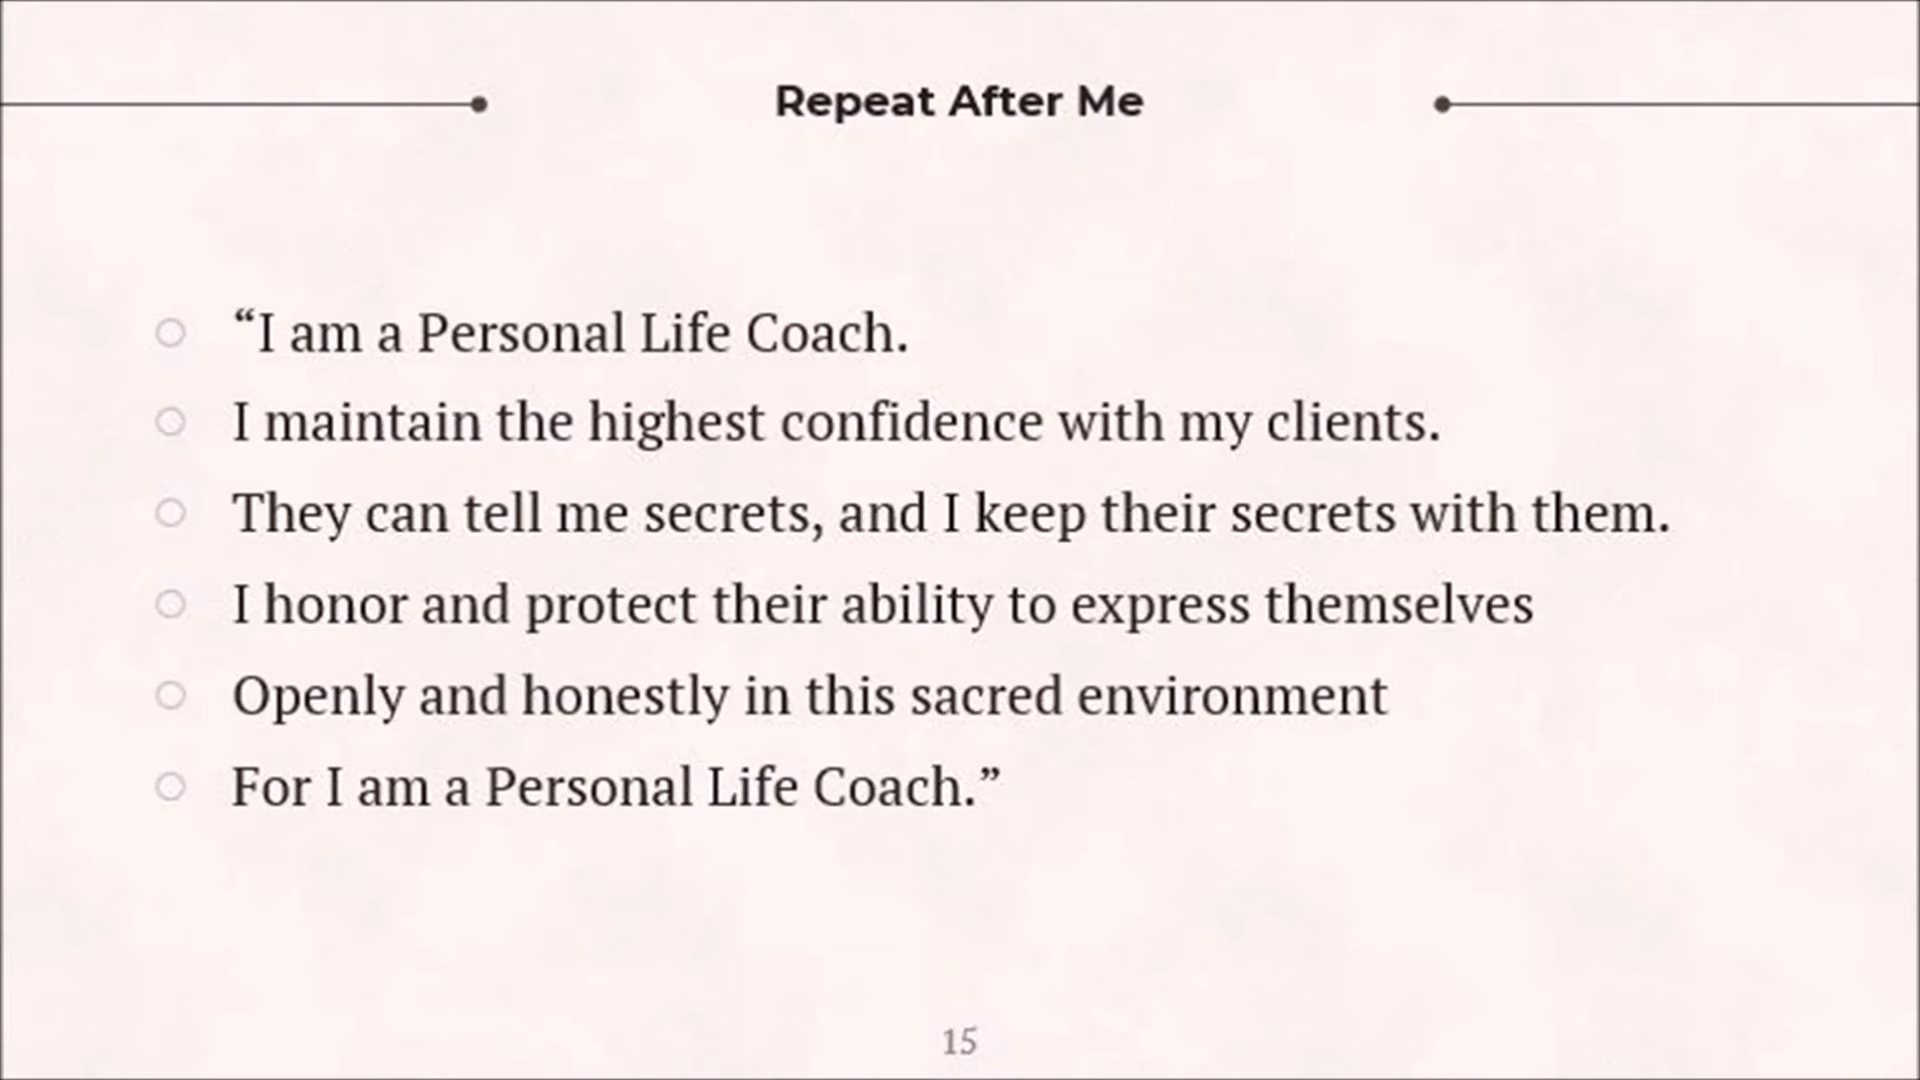 Repeat After Me
“I am a Personal Life Coach.
I maintain the highest confidence with my clients.
They can tell me secrets, and I keep their secrets with them.
I honor and protect their ability to express themselves
Openly and honestly in this sacred environment
For I am a Personal Life Coach.”
15